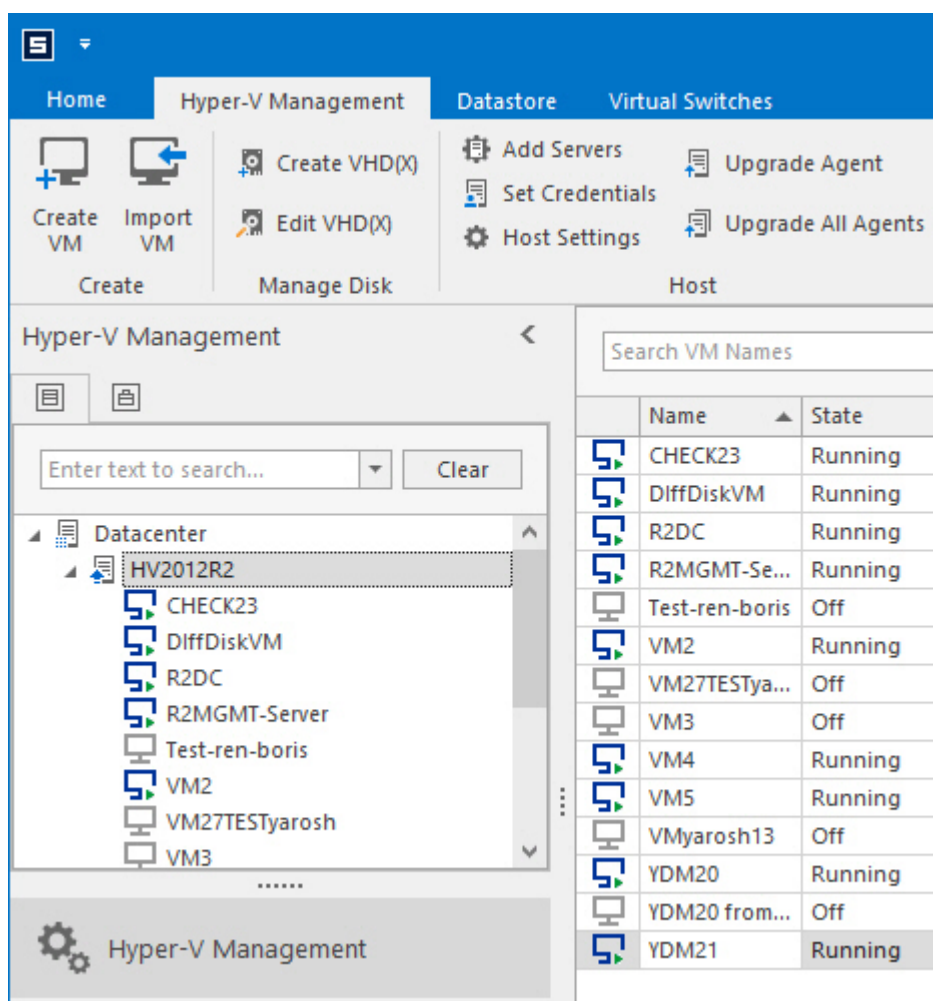 Home Hyper-V Management Datastore Virtual Switches
Create VM
Import VM
Create
Create VHD(X)
Edit VHD(X)
Manage Disk
Add Servers
Set Credentials
Host Settings
Upgrade Agent
Upgrade All Agents
Host
Hyper-V Management
Enter text to search...
Clear
Datacenter
HV2012R2
CHECK23
DIffDiskVM
R2DC
R2MGMT-Server
Test-ren-boris
VM2
VM27TESTyarosh
VM3
Hyper-V Management
Search VM Names
Name State
CHECK23 Running
DIffDiskVM Running
R2DC Running
R2MGMT-Se... Running
Test-ren-boris Off
VM2 Running
VM27TESTya... Off
VM3 Off
VM4 Running
VM5 Running
VMyarosh13 Off
YDM20 Running
YDM20 from... Off
YDM21 Running